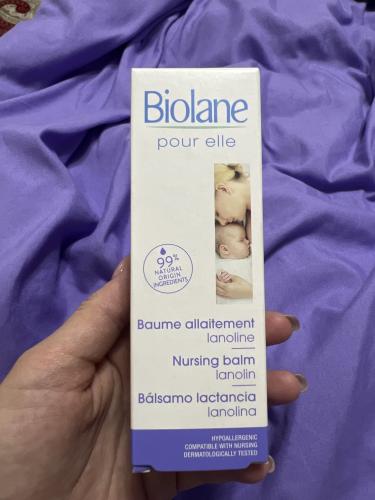 Biolane
pour elle
99%
NATURAL
ORIGIN
INGREDIENTS
Baume allaitement
lanoline
Nursing balm
lanolin
Bálsamo lactancia
lanolina
HYPOALLERGENIC
COMPATIBLE WITH NURSING
DERMATOLOGICALLY TESTED